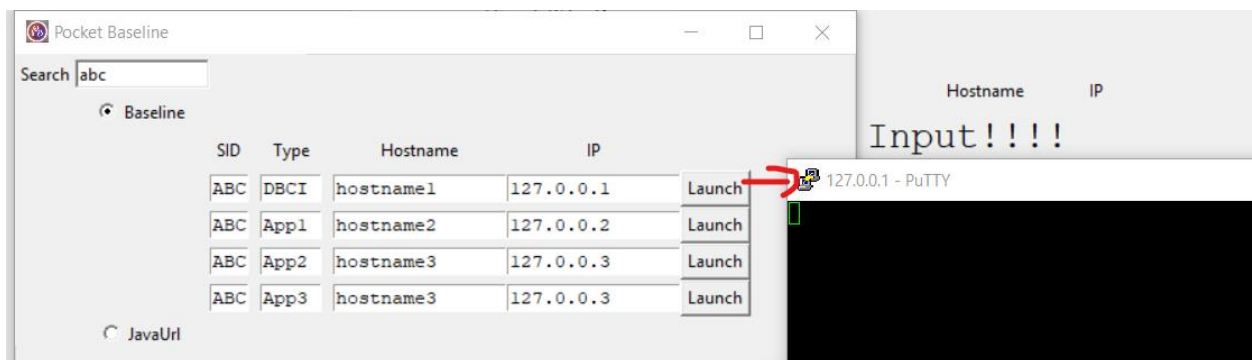 Pocket Baseline
Search abc
Baseline
SID Type Hostname IP
ABC DBCI hostname1 127.0.0.1 Launch
ABC App1 hostname2 127.0.0.2 Launch
ABC App2 hostname3 127.0.0.3 Launch
ABC App3 hostname3 127.0.0.3 Launch
JavaUrl
Hostname IP
Input!!!!
127.0.0.1 - PuTTY